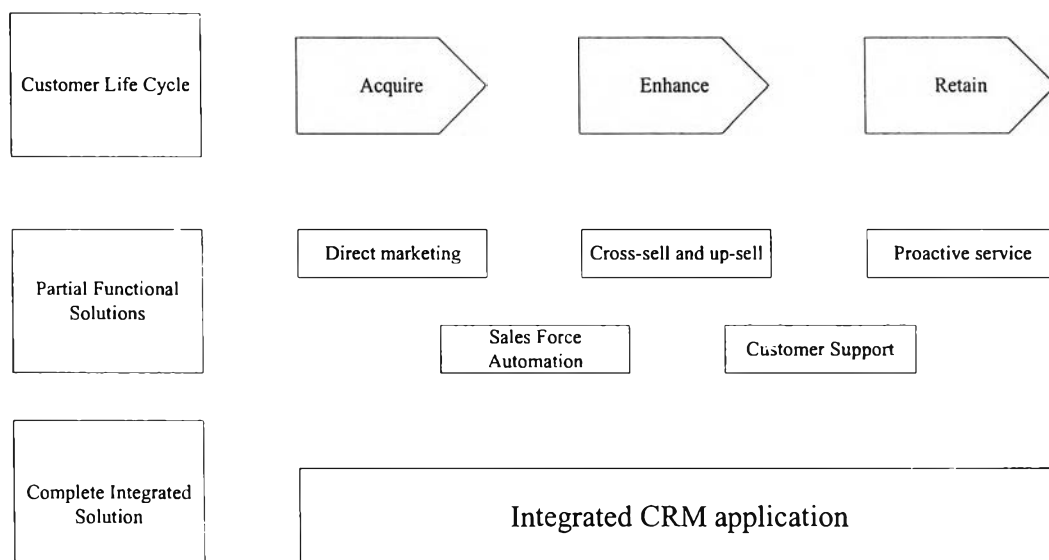 Customer Life Cycle
Acquire
Enhance
Retain
Partial Functional
Solutions
Direct marketing
Cross-sell and up-sell
Proactive service
Sales Force
Automation
Customer Support
Complete Integrated
Solution
Integrated CRM application